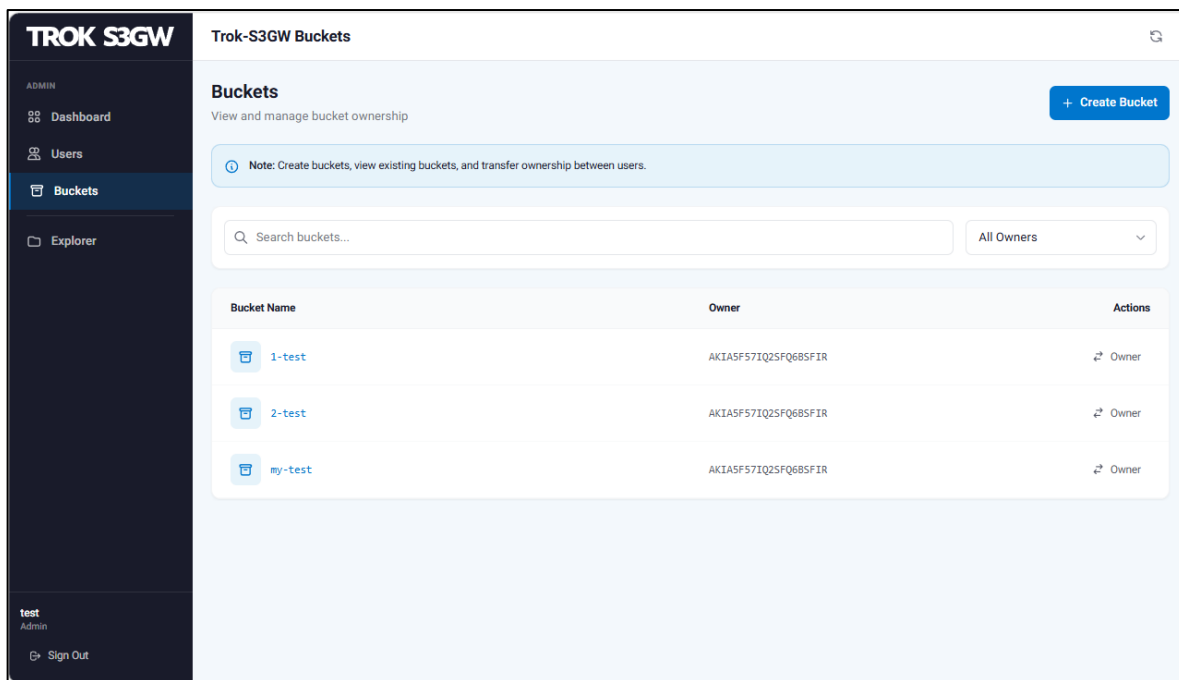 TROK S3GW
Trok-S3GW Buckets
ADMIN
Dashboard
Users
Buckets
Explorer
Buckets
View and manage bucket ownership
+ Create Bucket
Note: Create buckets, view existing buckets, and transfer ownership between users.
Search buckets...
All Owners
Bucket Name Owner Actions
1-test AKIA5F57IQ2SFQ6BSFIR Owner
2-test AKIA5F57IQ2SFQ6BSFIR Owner
my-test AKIA5F57IQ2SFQ6BSFIR Owner
test
Admin
Sign Out